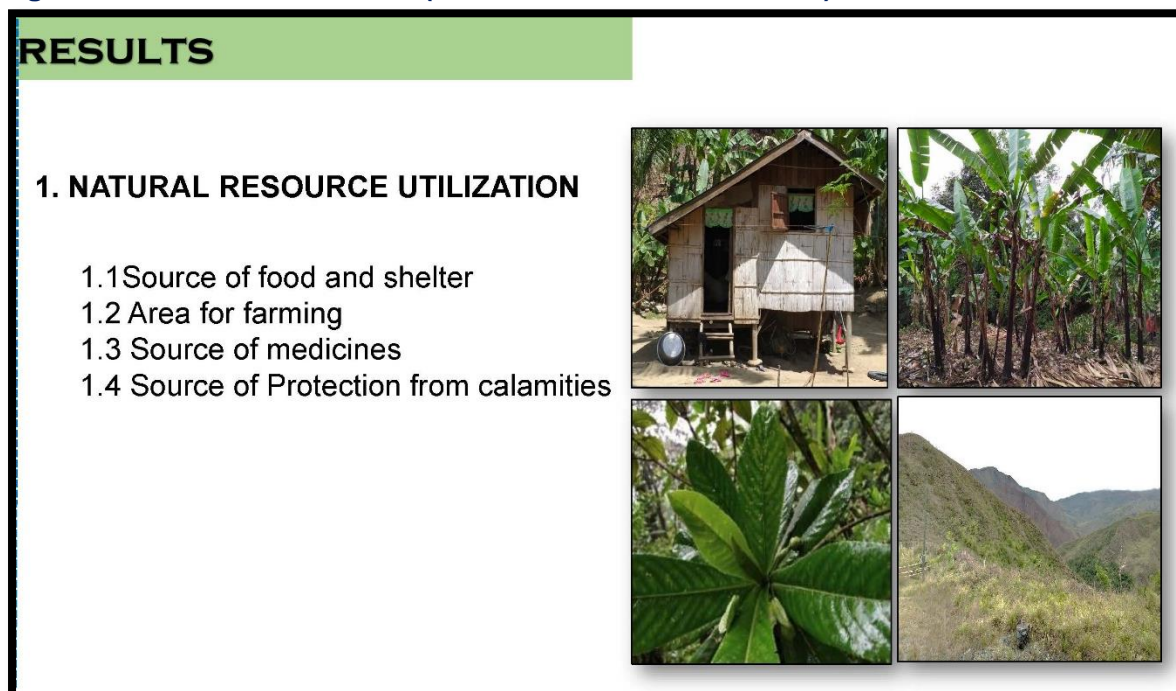 RESULTS
1. NATURAL RESOURCE UTILIZATION
1.1Source of food and shelter
1.2 Area for farming
1.3 Source of medicines
1.4 Source of Protection from calamities